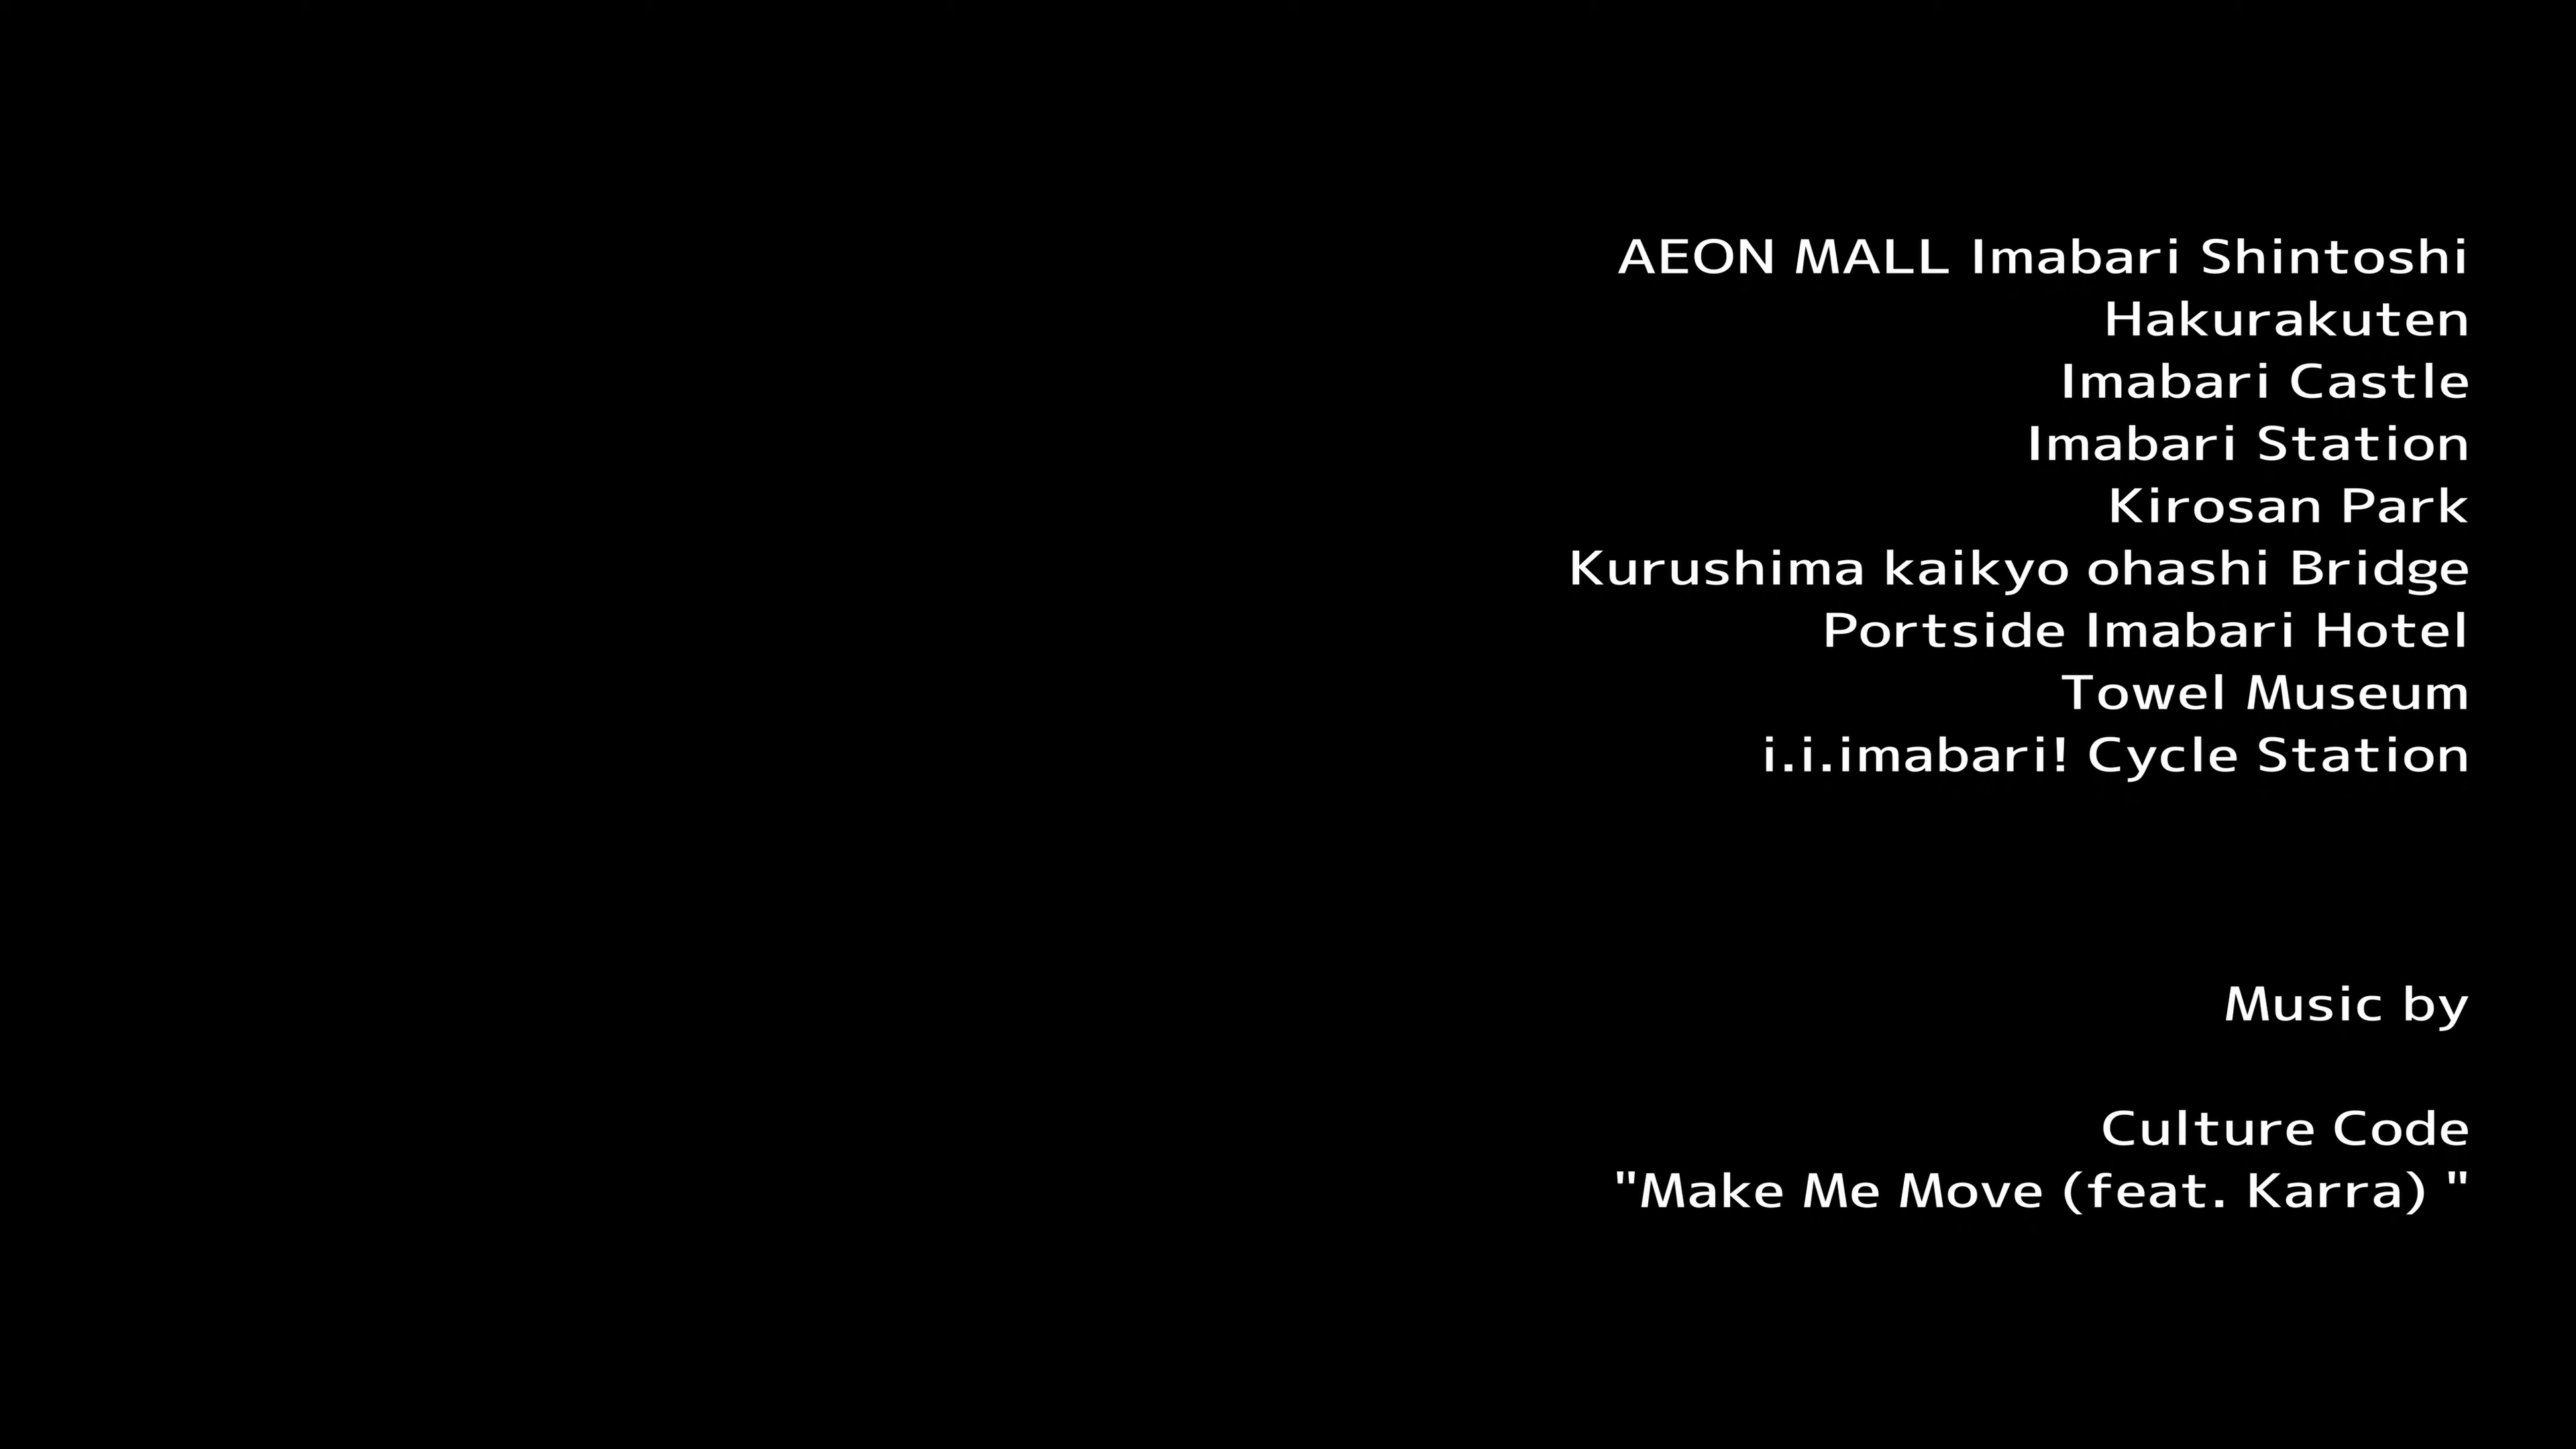 AEON MALL Imabari Shintoshi
Hakurakuten
Imabari Castle
Imabari Station
Kirosan Park
Kurushima kaikyo ohashi Bridge
Portside Imabari Hotel
Towel Museum
i.i.imabari! Cycle Station
Music by
Culture Code
"Make Me Move (feat. Karra) "